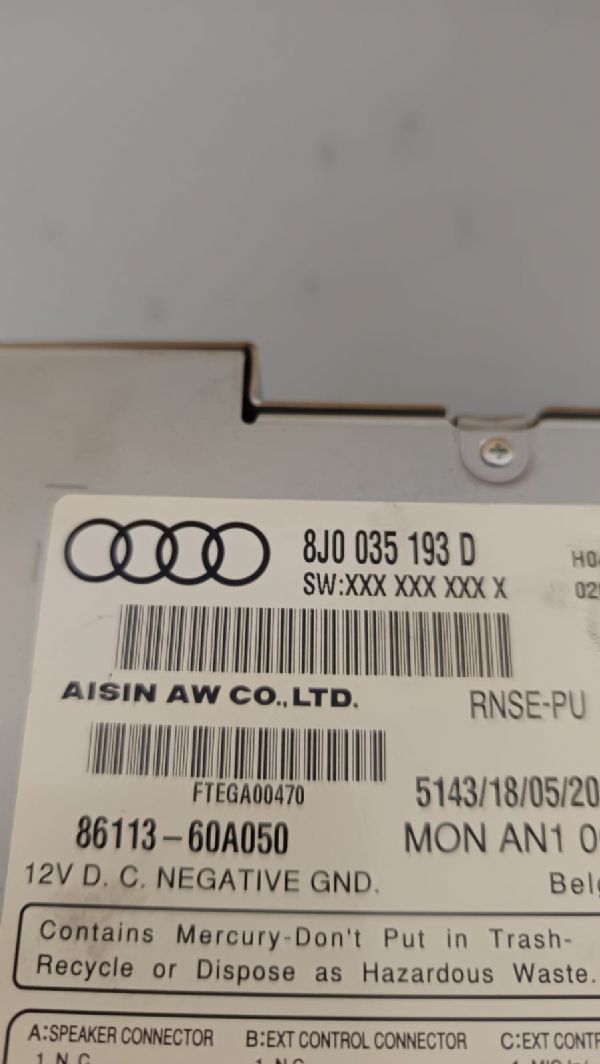 8J0 035 193 D
SW:XXX XXX XXX X
AISIN AW CO.,LTD.
RNSE-PU
FTEGA00470
5143/18/05/20
86113-60A050
MON AN1 0
12V D. C. NEGATIVE GND.
Contains Mercury-Don't Put in Trash-
Recycle or Dispose as Hazardous Waste.
A:SPEAKER CONNECTOR
B:EXT CONTROL CONNECTOR